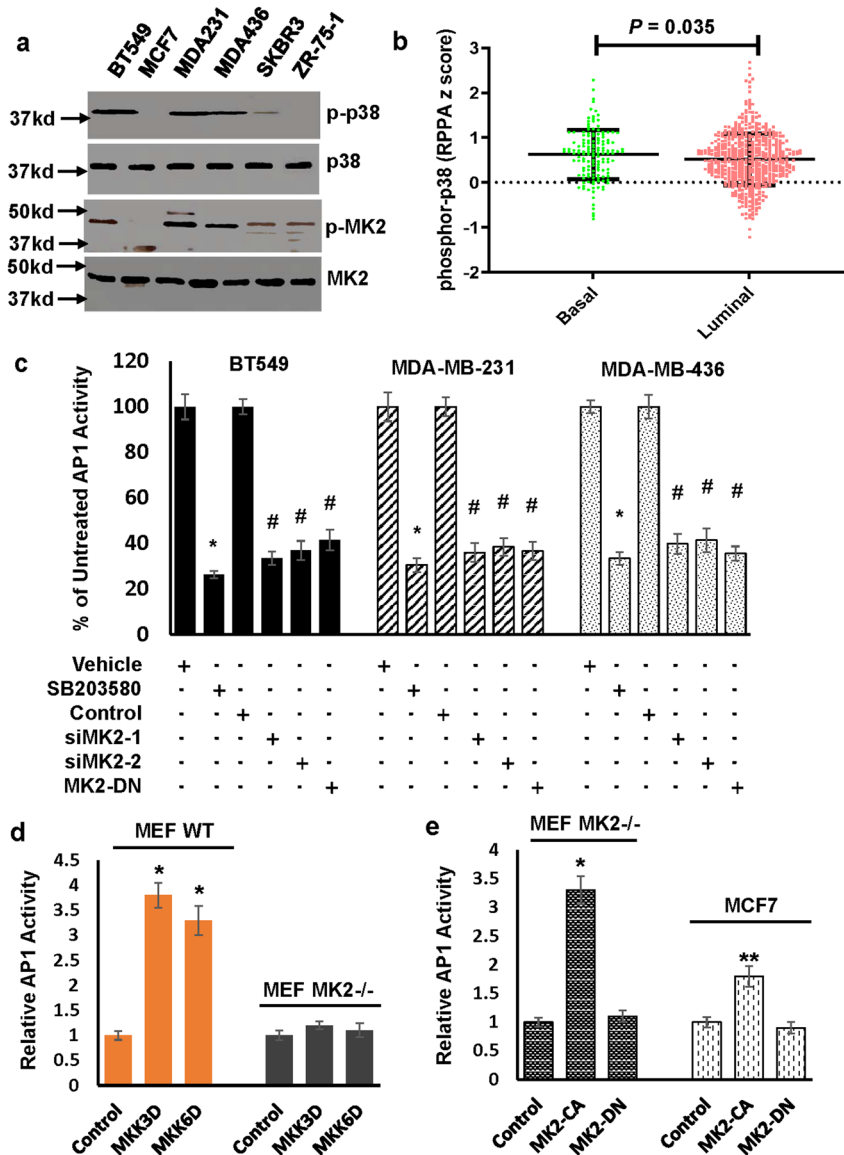 a
BT549 MCF7 MDA231 MDA436 SKBR3 ZR-75-1
37kd p-p38
37kd p38
50kd
37kd p-MK2
50kd
37kd MK2
b
P = 0.035
phosphor-p38 (RPPA z score)
3
2
1
0
1
-2
Basal Luminal
c
BT549 MDA-MB-231 MDA-MB-436
% of Untreated AP1 Activity
120
100
80
60
40
20
0
* # # # * # # # * # # #
Vehicle + - - - - - + - - - - - + - - - - -
SB203580 - + - - - - - + - - - - - + - - - -
Control - - + - - - - - + - - - - - + - - -
siMK2-1 - - - + - - - - - + - - - - - + - -
siMK2-2 - - - - + - - - - - + - - - - - + -
MK2-DN - - - - - + - - - - - + - - - - - +
d
MEF WT
Relative AP1 Activity
4.5
4
3.5
3
2.5
2
1.5
1
0.5
0
* *
MEF MK2-/-
Control MKK3D MKK6D Control MKK3D MKK6D
e
MEF MK2-/-
Relative AP1 Activity
4
3.5
3
2.5
2
1.5
1
0.5
0
*
MCF7
**
Control MK2-CA MK2-DN Control MK2-CA MK2-DN